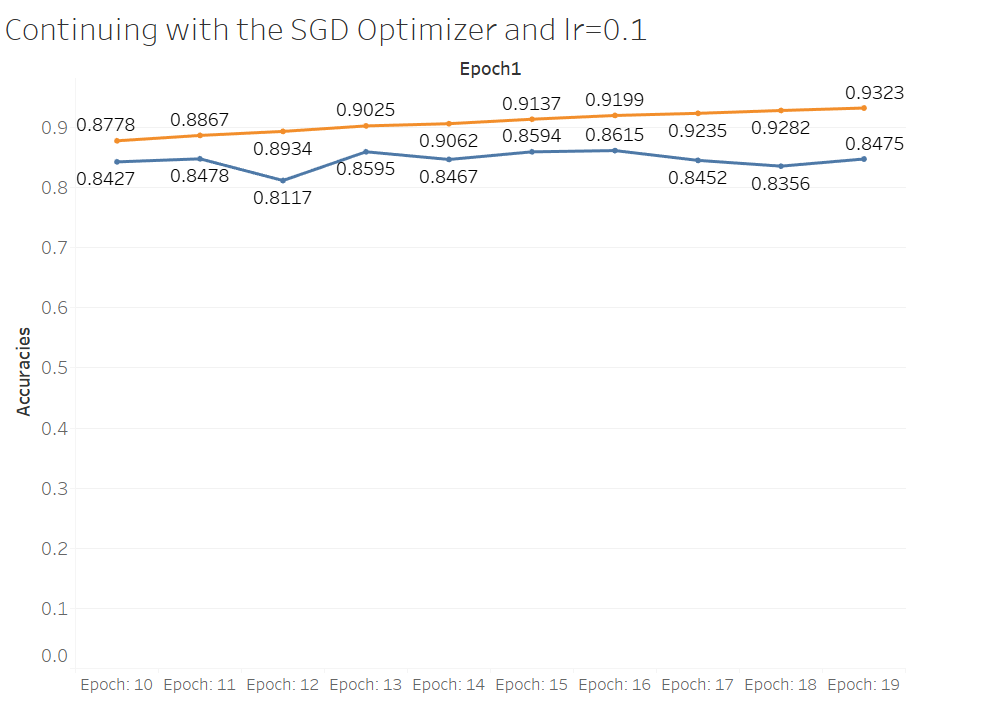 Continuing with the SGD Optimizer and lr=0.1
Epoch1
0.8778 0.8867 0.8934 0.9025 0.9062 0.9137 0.9199 0.9235 0.9282 0.9323
0.8427 0.8478 0.8117 0.8595 0.8467 0.8594 0.8615 0.8452 0.8356 0.8475
Accuracies
0.9
0.8
0.7
0.6
0.5
0.4
0.3
0.2
0.1
0.0
Epoch: 10 Epoch: 11 Epoch: 12 Epoch: 13 Epoch: 14 Epoch: 15 Epoch: 16 Epoch: 17 Epoch: 18 Epoch: 19